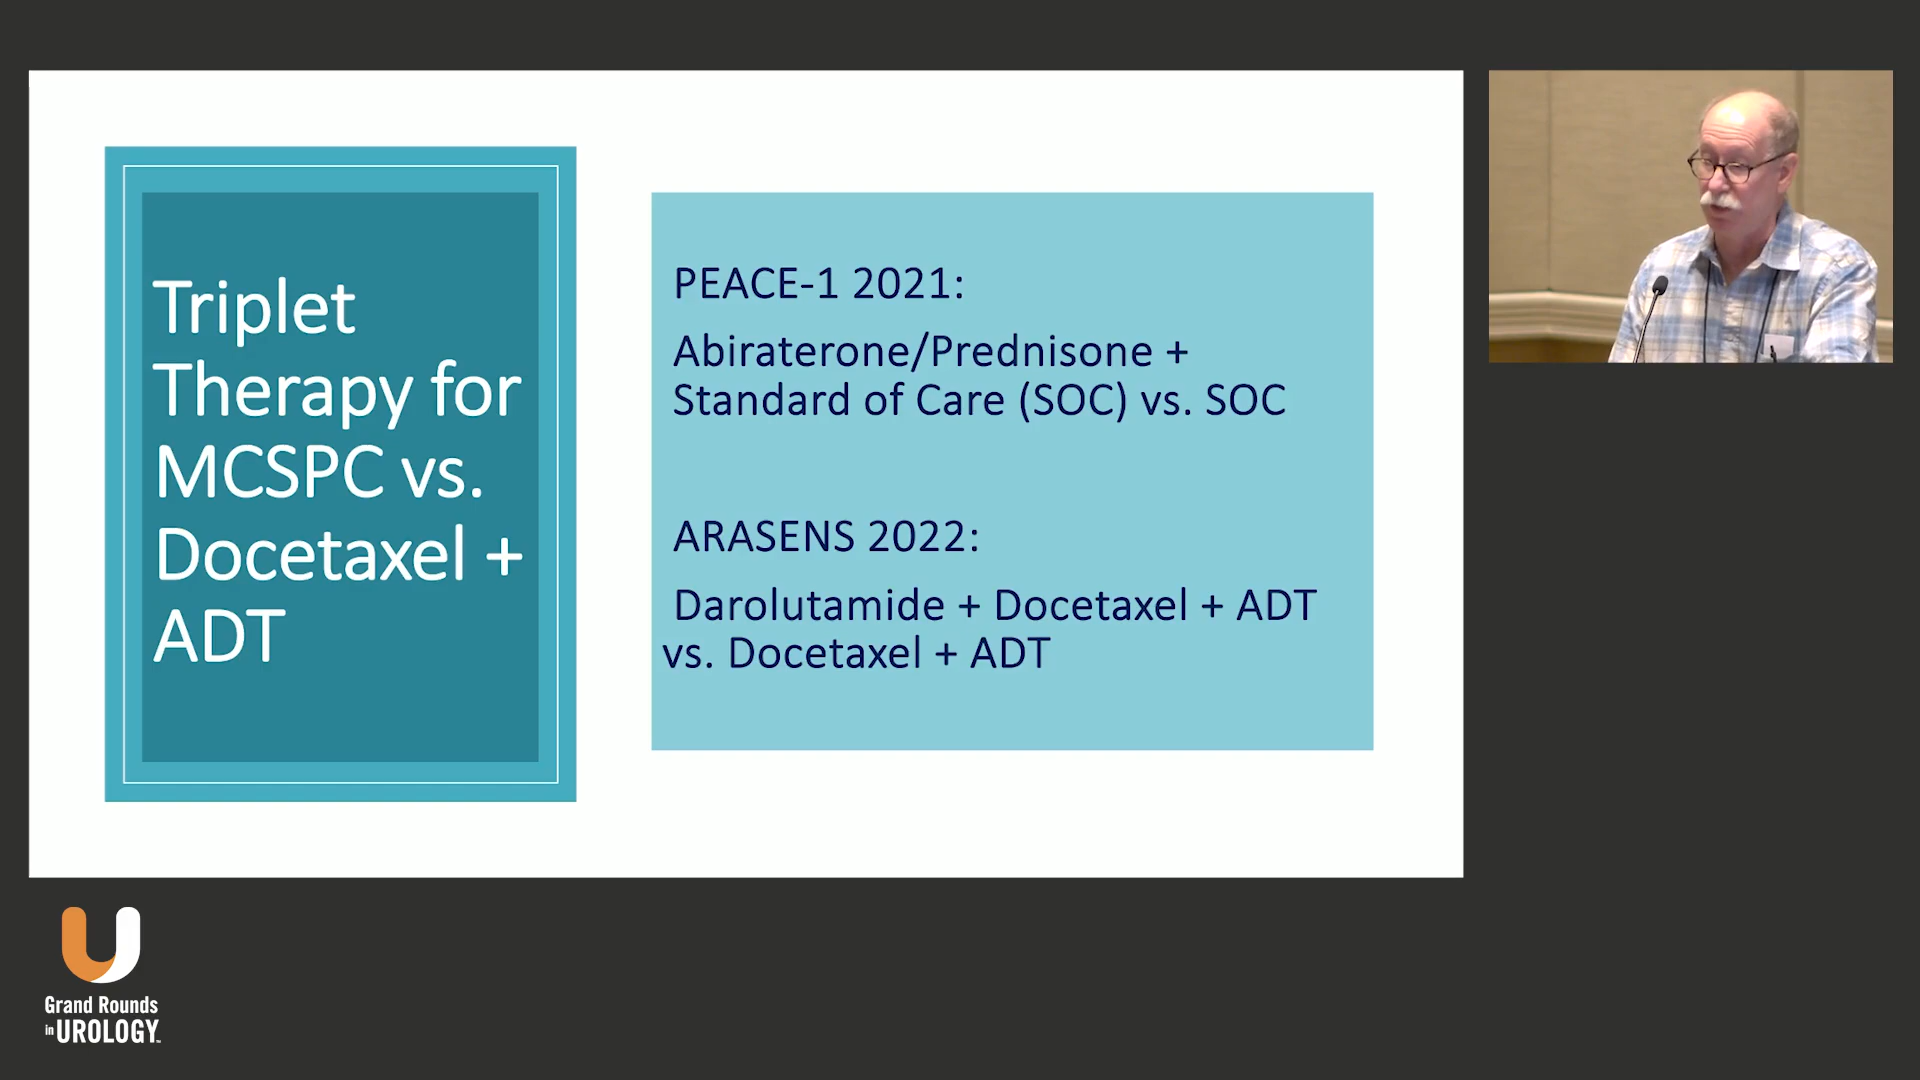 Triplet
Therapy for
MCSPC vs.
Docetaxel +
ADT
PEACE-1 2021:
Abiraterone/Prednisone +
Standard of Care (SOC) vs. SOC
ARASENS 2022:
Darolutamide + Docetaxel + ADT
vs. Docetaxel + ADT
Grand Rounds
in UROLOGY™